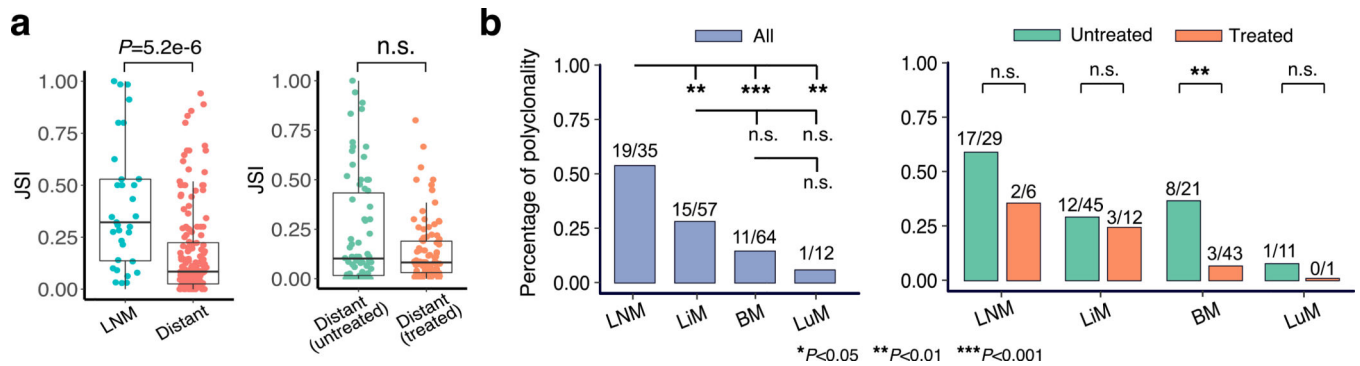 a
P=5.2e-6
JSI
1.00
0.75
0.50
0.25
0.00
LNM
Distant
n.s.
JSI
1.00
0.75
0.50
0.25
0.00
Distant
(untreated)
Distant
(treated)
b
All
Percentage of polyclonality
1.00
0.75
0.50
0.25
0.00
** *** **
n.s. n.s.
n.s.
19/35
15/57
11/64
1/12
LNM
LiM
BM
LuM
Untreated Treated
1.00
0.75
0.50
0.25
0.00
n.s. n.s. ** n.s.
17/29
2/6
12/45
3/12
8/21
3/43
1/11
0/1
LNM
LiM
BM
LuM
*P<0.05 **P<0.01 ***P<0.001